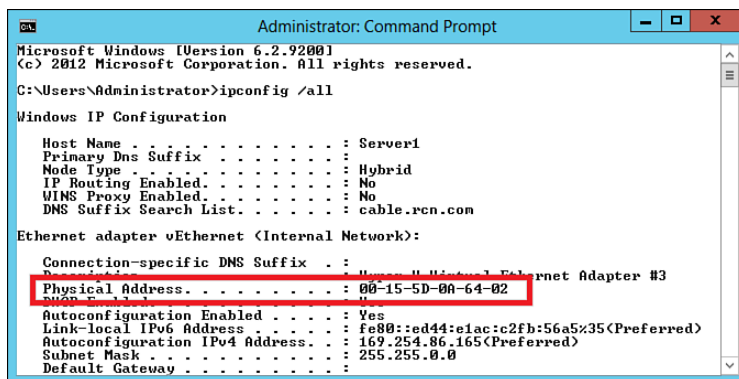 Administrator: Command Prompt
Microsoft Windows [Version 6.2.9200]
(c) 2012 Microsoft Corporation. All rights reserved.
C:\Users\Administrator>ipconfig /all
Windows IP Configuration
Host Name . . . . . . . . . . . . : Server1
Primary Dns Suffix  . . . . . . . :
Node Type . . . . . . . . . . . . : Hybrid
IP Routing Enabled. . . . . . . . : No
WINS Proxy Enabled. . . . . . . . : No
DNS Suffix Search List. . . . . . : cable.rcn.com
Ethernet adapter vEthernet (Internal Network):
Connection-specific DNS Suffix  . :
Description . . . . . . . . . . . : Hyper-V Virtual Ethernet Adapter #3
Physical Address. . . . . . . . . : 00-15-5D-0A-64-02
DHCP Enabled. . . . . . . . . . . : Yes
Autoconfiguration Enabled . . . . : Yes
Link-local IPv6 Address . . . . . : fe80::ed44:e1ac:c2fb:56a5%35(Preferred)
Autoconfiguration IPv4 Address. . : 169.254.86.165(Preferred)
Subnet Mask . . . . . . . . . . . : 255.255.0.0
Default Gateway . . . . . . . . . :